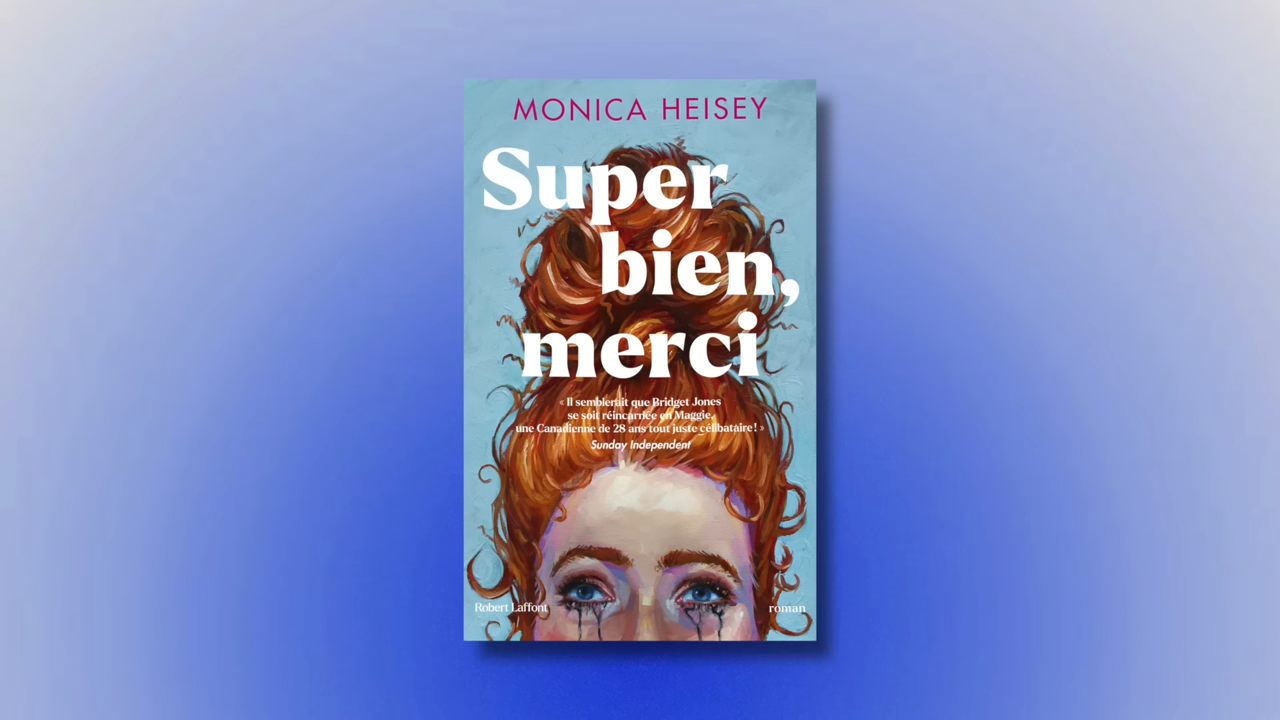 MONICA HEISEY
Super
bien,
merci
« Il semblerait que Bridget Jones
se soit réincarnée en Maggie,
une Canadienne de 28 ans tout juste célibataire ! »
Sunday Independent
Robert Laffont
roman